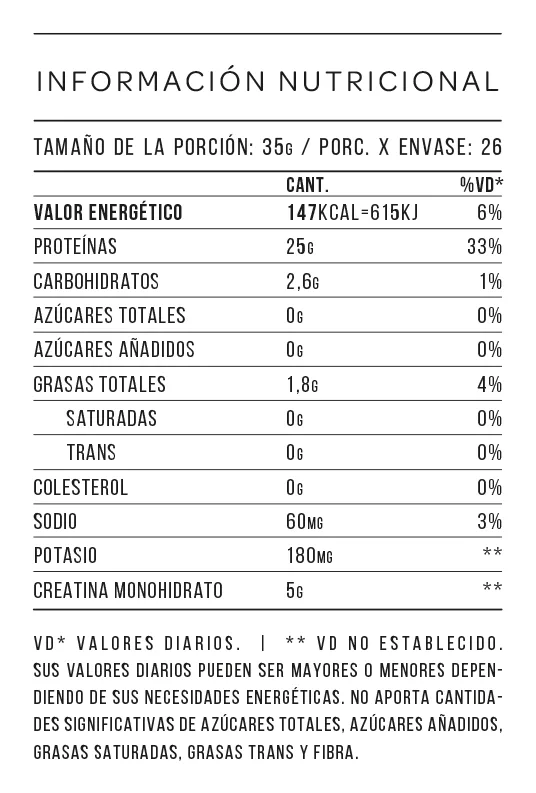 INFORMACIÓN NUTRICIONAL
TAMAÑO DE LA PORCIÓN: 35G / PORC. X ENVASE: 26
CANT. %VD*
VALOR ENERGÉTICO 147KCAL=615KJ 6%
PROTEÍNAS 25G 33%
CARBOHIDRATOS 2,6G 1%
AZÚCARES TOTALES 0G 0%
AZÚCARES AÑADIDOS 0G 0%
GRASAS TOTALES 1,8G 4%
SATURADAS 0G 0%
TRANS 0G 0%
COLESTEROL 0G 0%
SODIO 60MG 3%
POTASIO 180MG **
CREATINA MONOHIDRATO 5G **
VD* VALORES DIARIOS. | ** VD NO ESTABLECIDO.
SUS VALORES DIARIOS PUEDEN SER MAYORES O MENORES DEPEN-
DIENDO DE SUS NECESIDADES ENERGÉTICAS. NO APORTA CANTIDA-
DES SIGNIFICATIVAS DE AZÚCARES TOTALES, AZÚCARES AÑADIDOS,
GRASAS SATURADAS, GRASAS TRANS Y FIBRA.